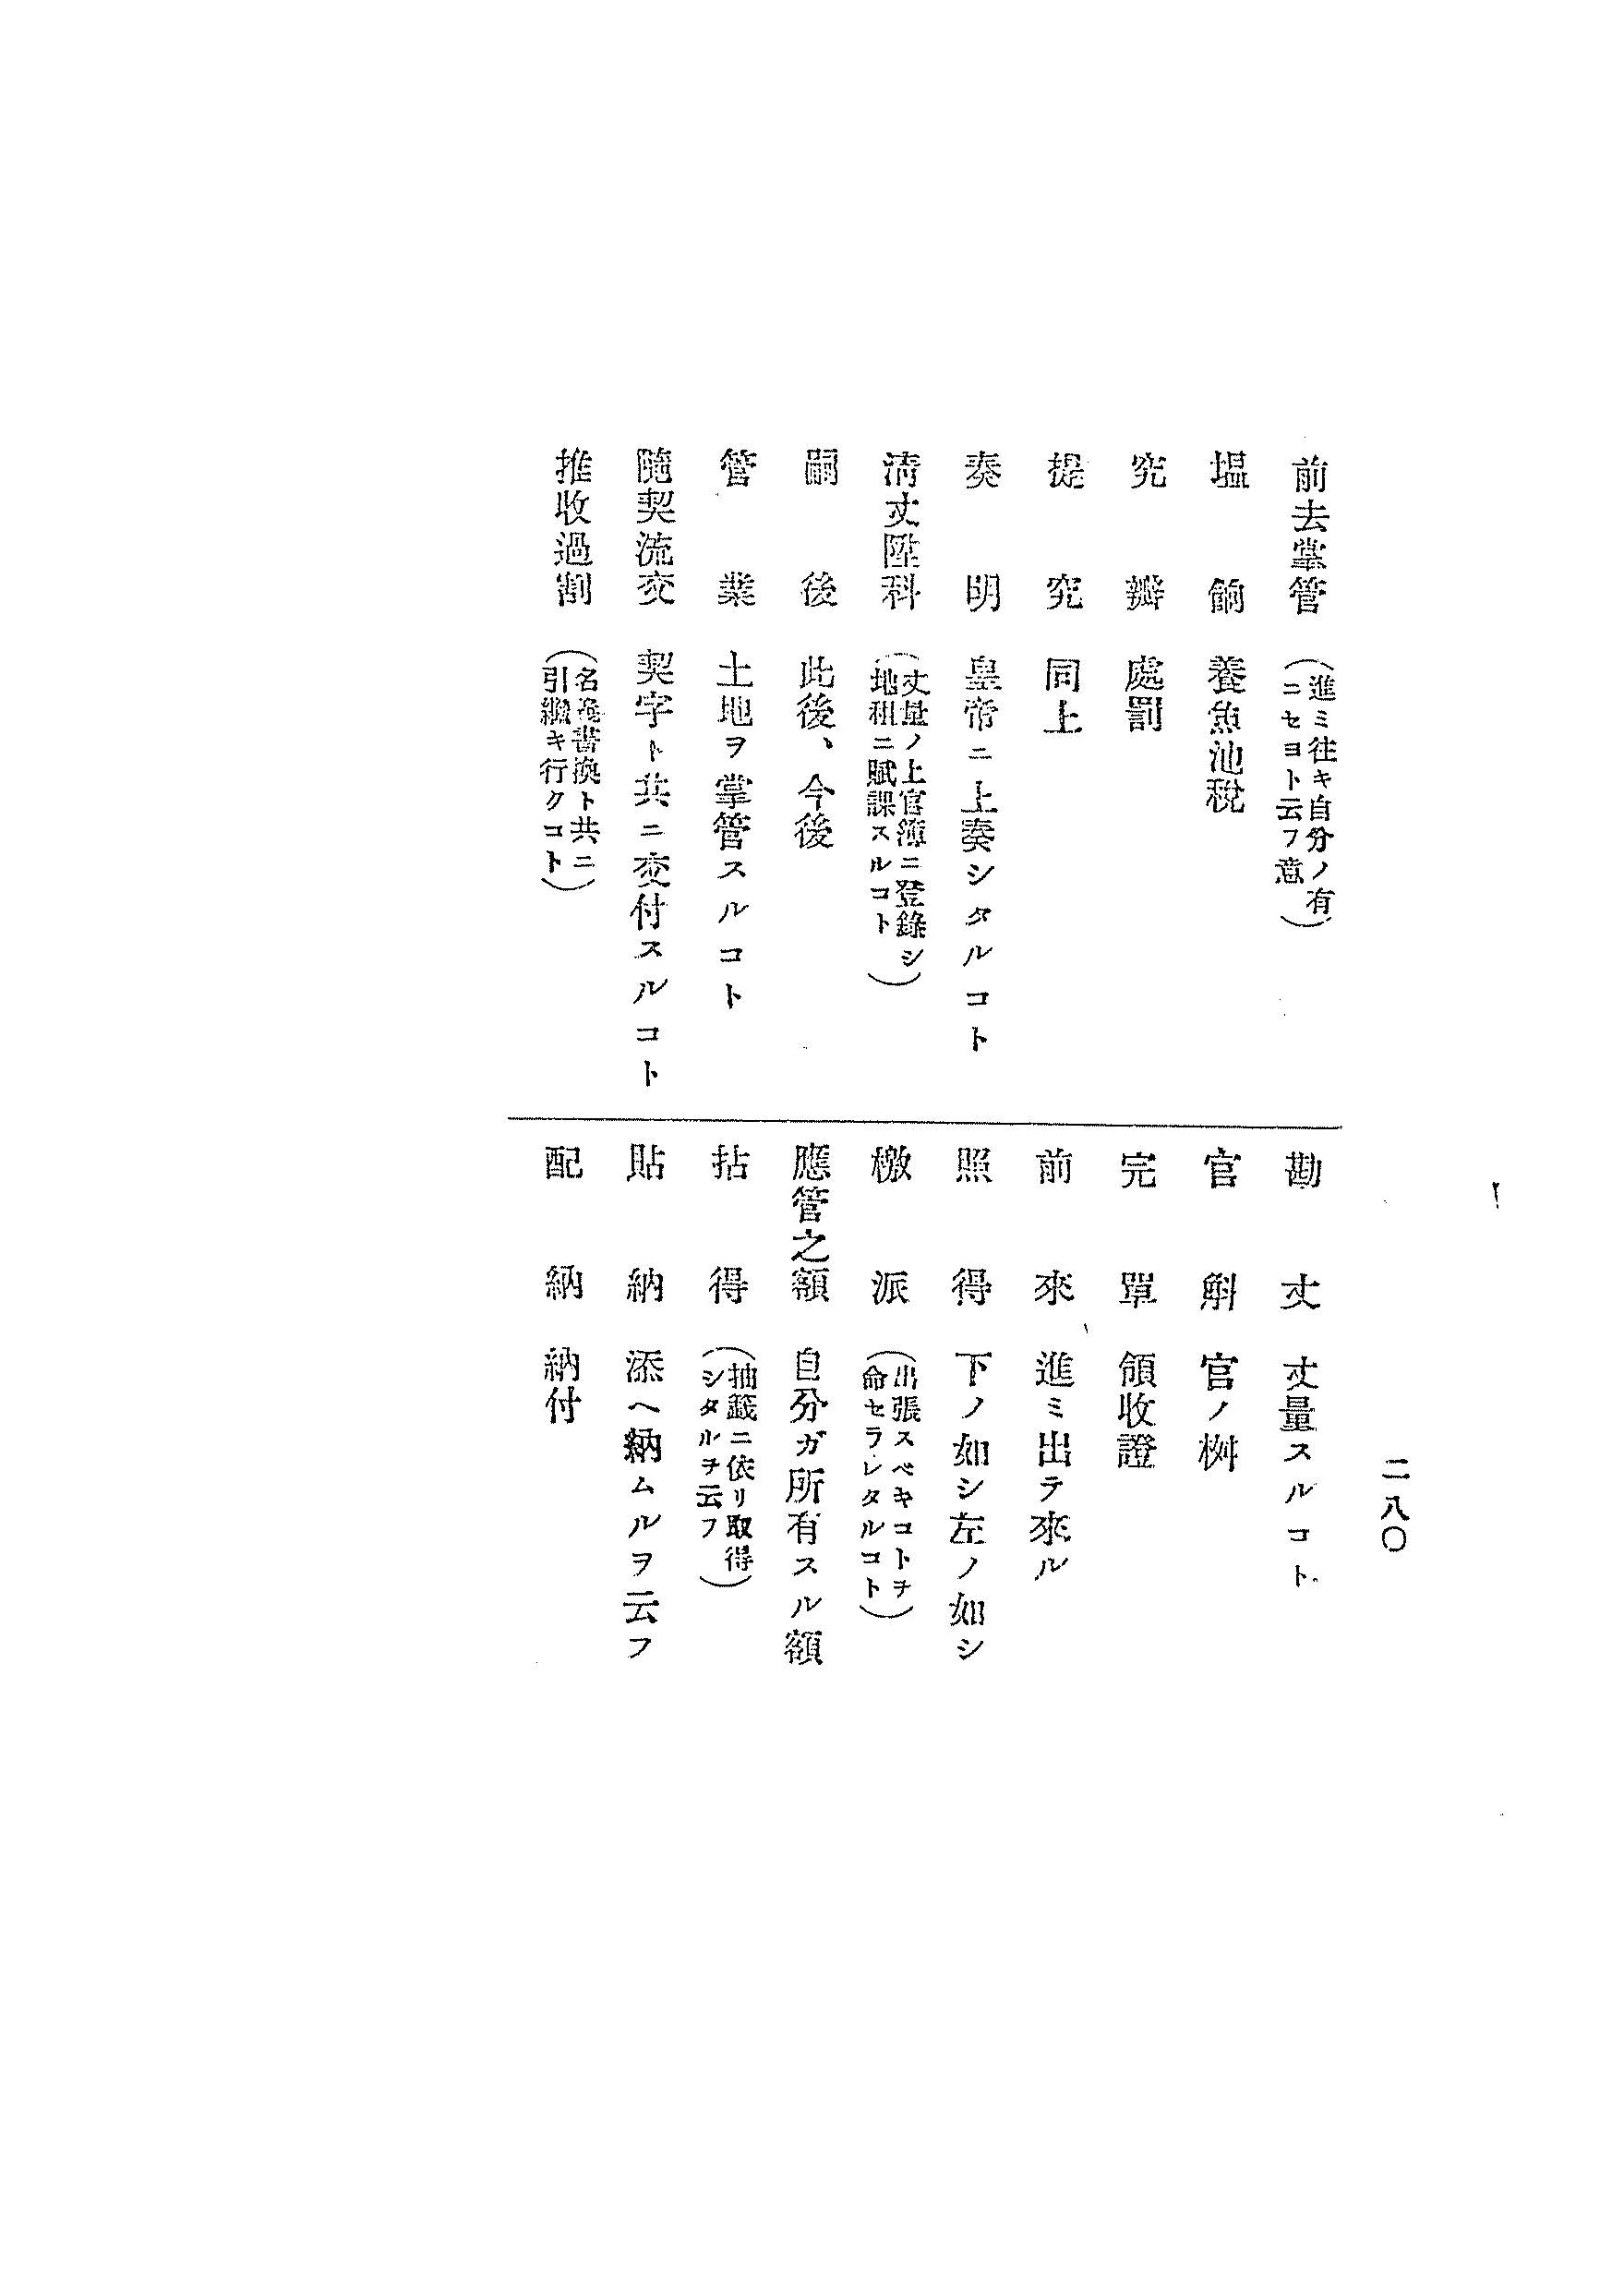 前去掌管(進ミ往キ自分ノ有ニセヨト云フ意)
塭餉 養魚池稅
究辦 處罰
提究 同上
奏明 皇帝ニ上奏シタルコト
淸丈陞科(丈量ノ上官簿ニ登錄シ地租ニ賦課スルコト)
嗣後 此後、今後
管業 土地ヲ掌管スルコト
隨契流交 契字ト共ニ交付スルコト
推收過割(名義書換ト共ニ引繼キ行クコト)
勘丈 丈量スルコト
官斛 官ノ桝
完單 領收證
前來 進ミ出テ來ル
照得 下ノ如シ左ノ如シ
檄派(出張スベキコトヲ命セラレタルコト)
應管之額 自分ガ所有スル額
拈得(抽籤ニ依リ取得シタルヲ云フ)
貼納 添ヘ納ムルヲ云フ
配納 納付
二八〇